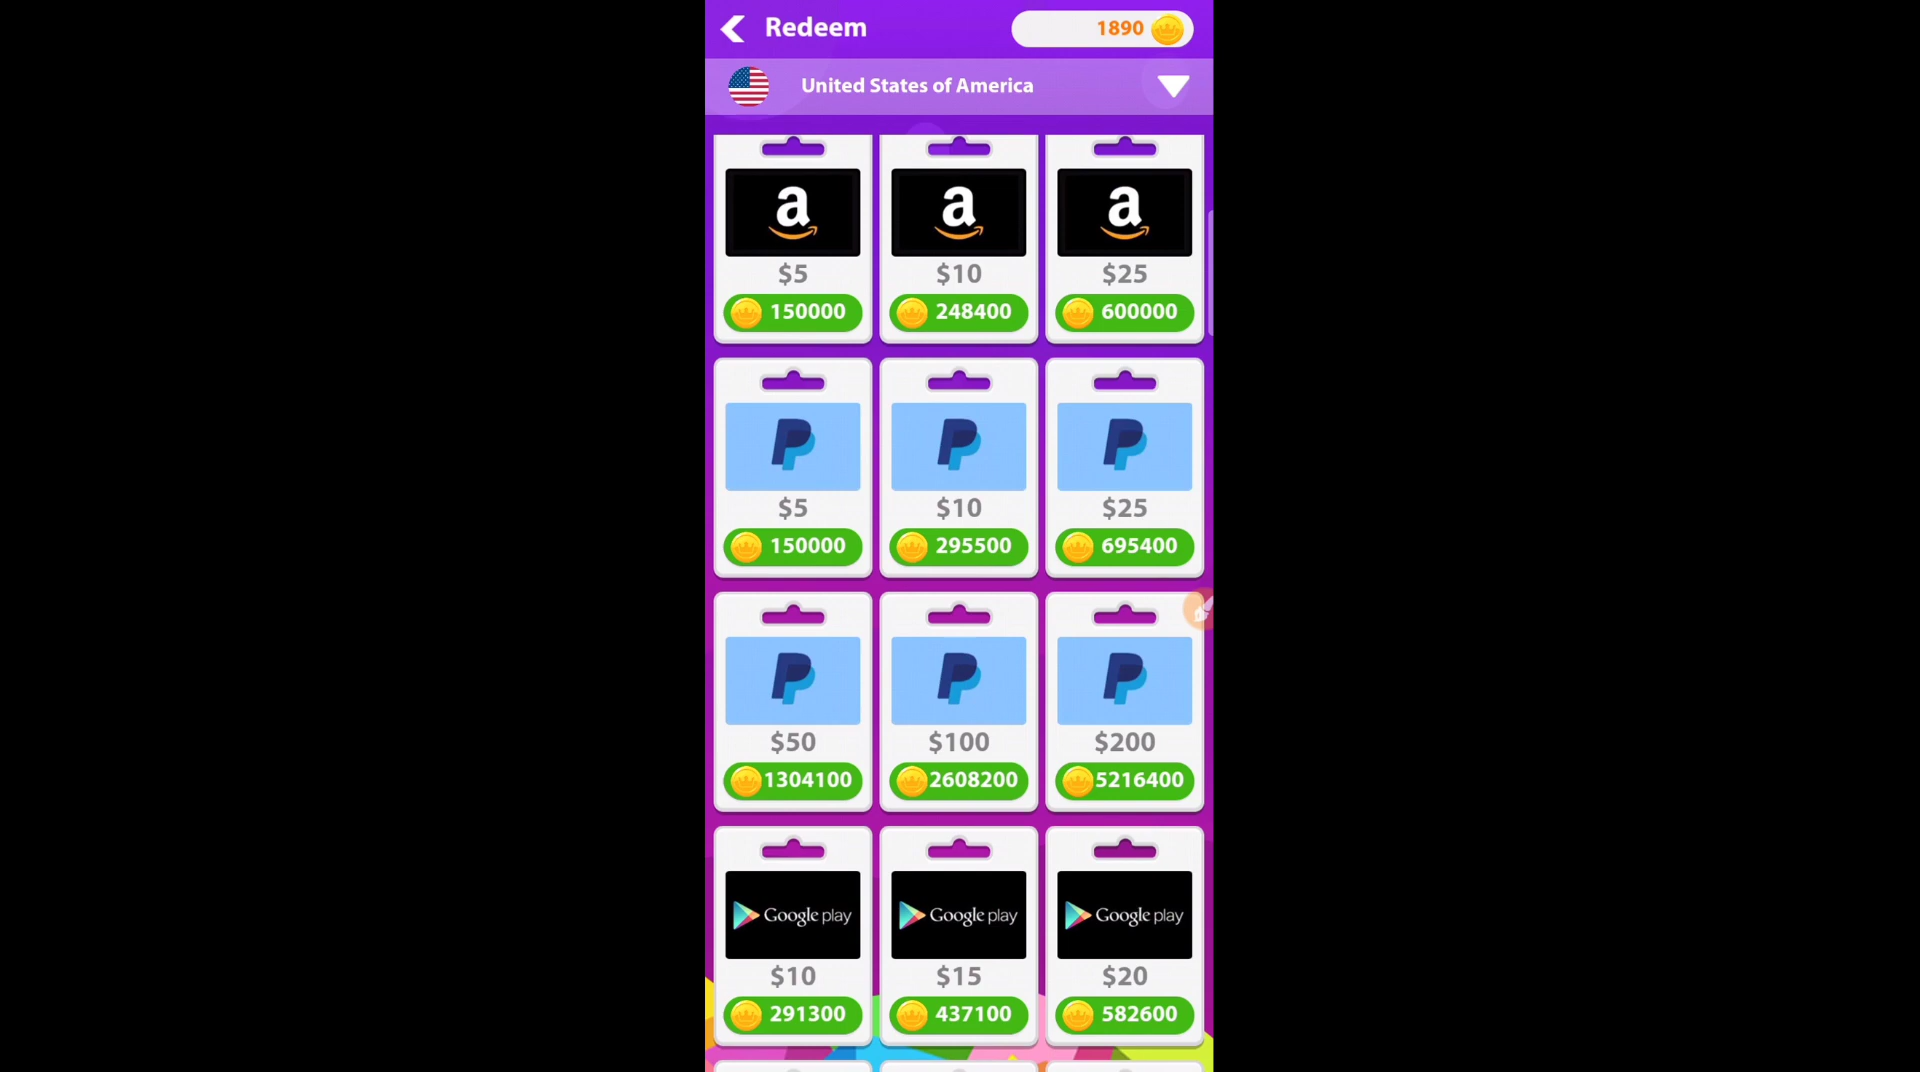 Redeem
1890
United States of America
a a a
$5 $10 $25
150000 248400 600000
$5 $10 $25
150000 295500 695400
$50 $100 $200
1304100 2608200 5216400
Google play Google play Google play
$10 $15 $20
291300 437100 582600